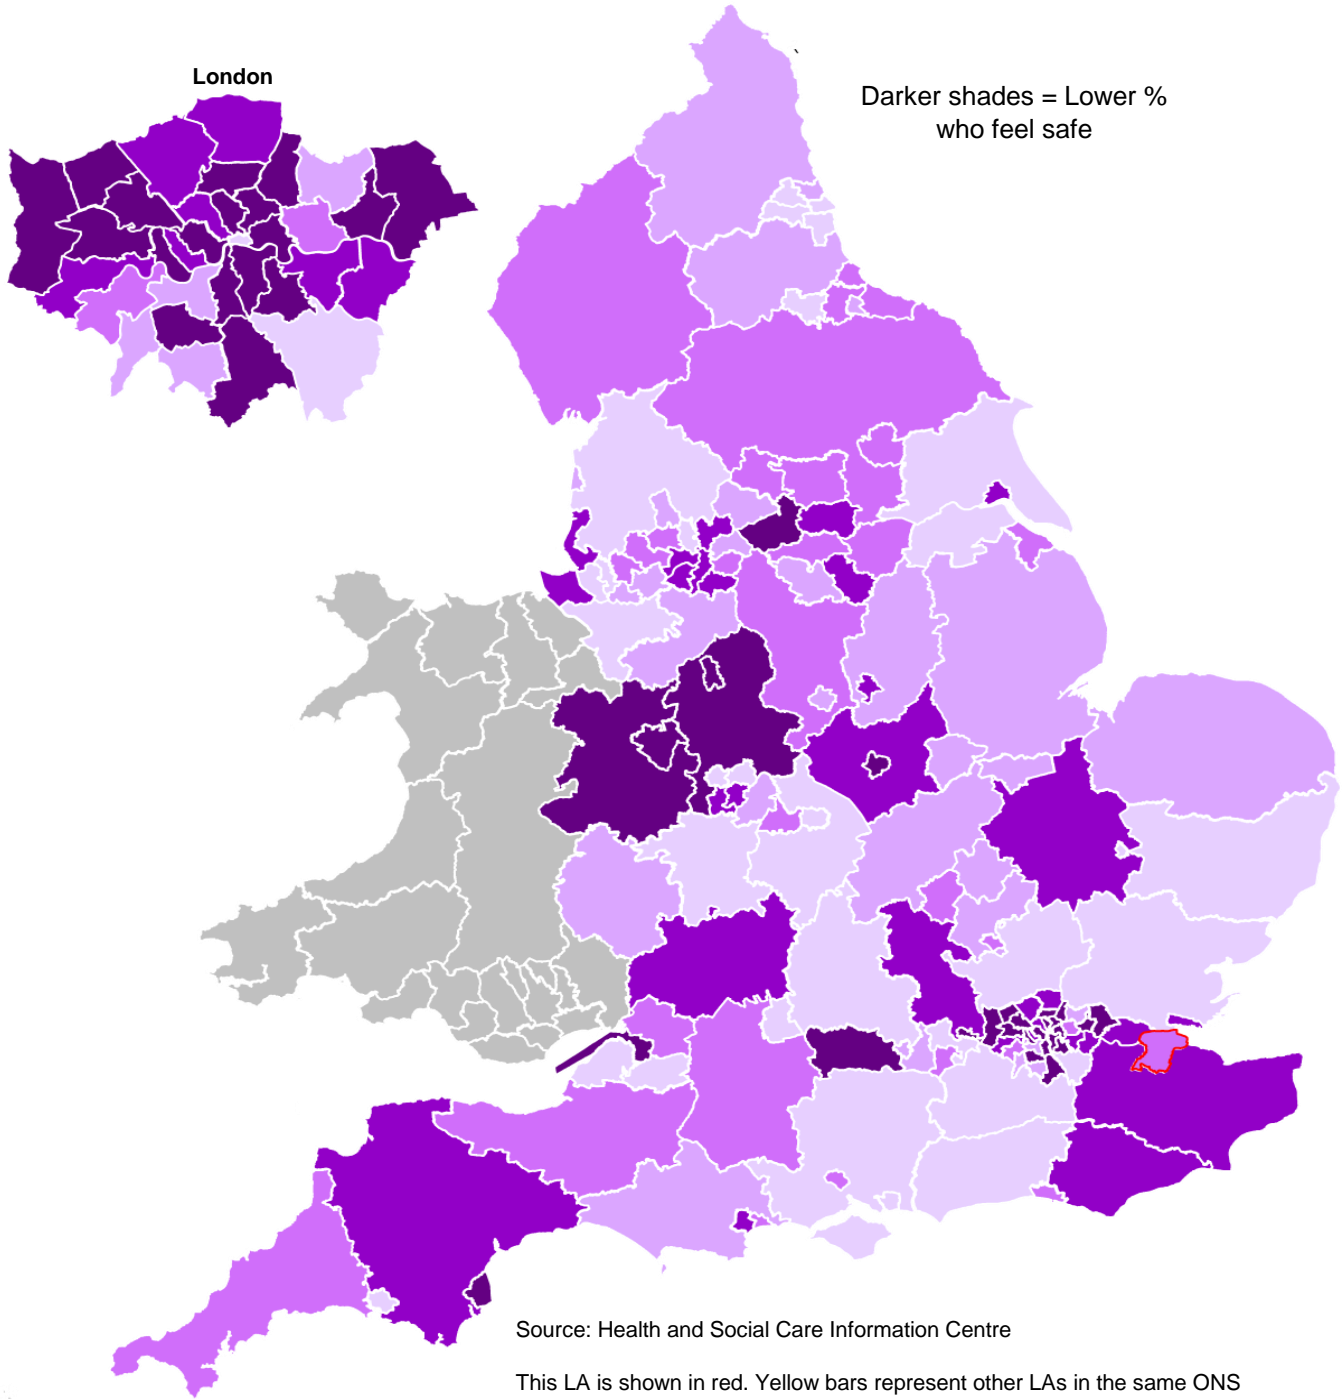 London
Darker shades = Lower %
who feel safe
Source: Health and Social Care Information Centre
This LA is shown in red. Yellow bars represent other LAs in the same ONS